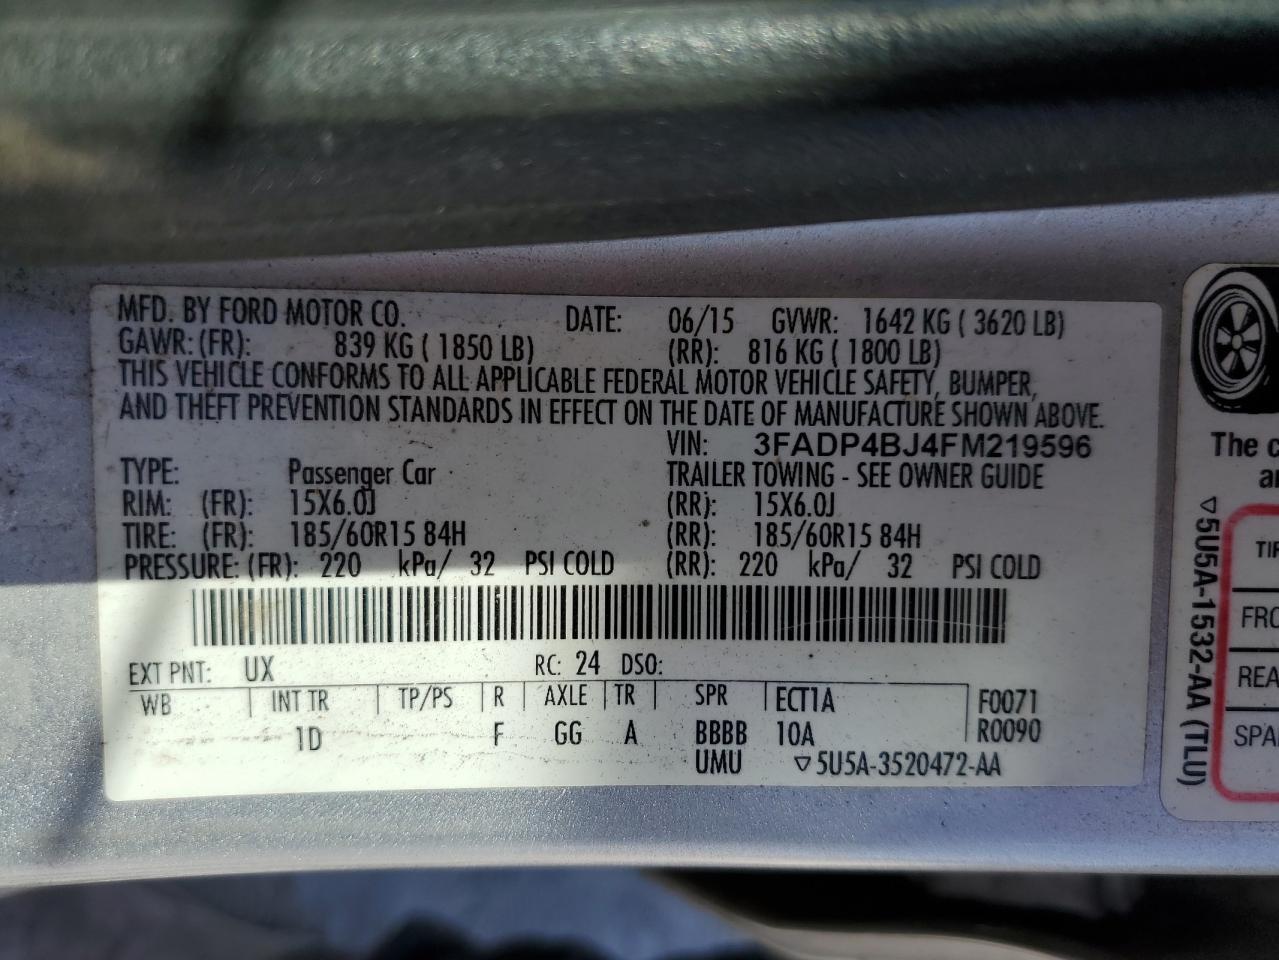 MFD. BY FORD MOTOR CO. DATE: 06/15 GVWR: 1642 KG ( 3620 LB)
GAWR: (FR): 839 KG ( 1850 LB) (RR): 816 KG ( 1800 LB)
THIS VEHICLE CONFORMS TO ALL APPLICABLE FEDERAL MOTOR VEHICLE SAFETY, BUMPER,
AND THEFT PREVENTION STANDARDS IN EFFECT ON THE DATE OF MANUFACTURE SHOWN ABOVE.
VIN: 3FADP4BJ4FM219596
TYPE: Passenger Car TRAILER TOWING - SEE OWNER GUIDE
RIM: (FR): 15X6.0J (RR): 15X6.0J
TIRE: (FR): 185/60R15 84H (RR): 185/60R15 84H
PRESSURE: (FR): 220 kPa/ 32 PSI COLD (RR): 220 kPa/ 32 PSI COLD
EXT PNT: UX RC: 24 DSO:
WB INT TR TP/PS R AXLE TR SPR ECT1A F0071
1D F GG A BBBB 10A R0090
UMU ▽5U5A-3520472-AA
The c
▽5U5A-1532-AA (TLU)
FRO
REA
SPA